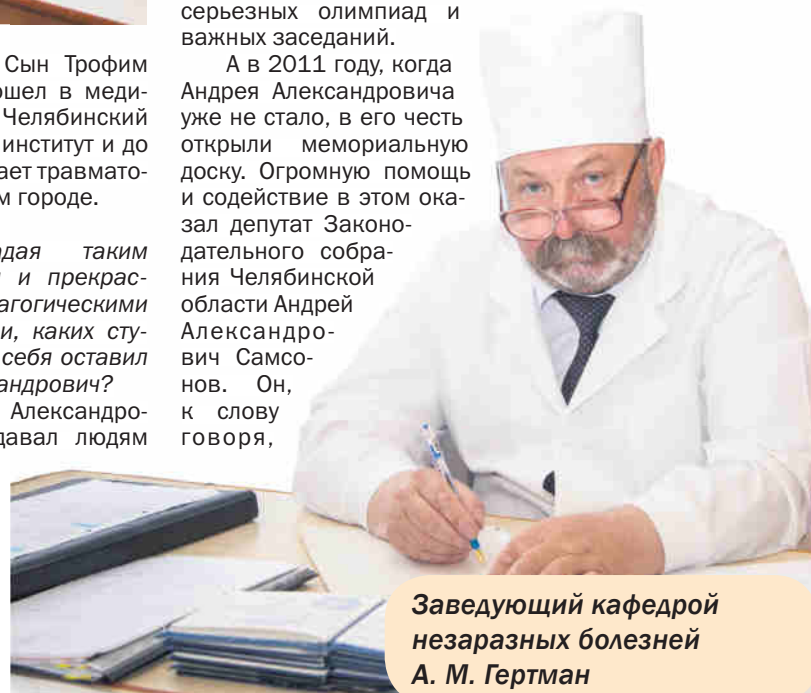 Сын Трофим
ошел в меди-
Челябинский
институт и до
ает травмато-
м городе.
адая таким
и прекрас-
агогическими
и, каких сту-
себя оставил
андрович?
Александро-
давал людям
серьезных олимпиад и
важных заседаний.
А в 2011 году, когда
Андрея Александровича
уже не стало, в его честь
открыли мемориальную
доску. Огромную помощь
и содействие в этом ока-
зал депутат Законо-
дательного собра-
ния Челябинской
области Андрей
Александро-
вич Самсо-
нов. Он,
к слову
говоря,
Заведующий кафедрой
незаразных болезней
А. М. Гертман